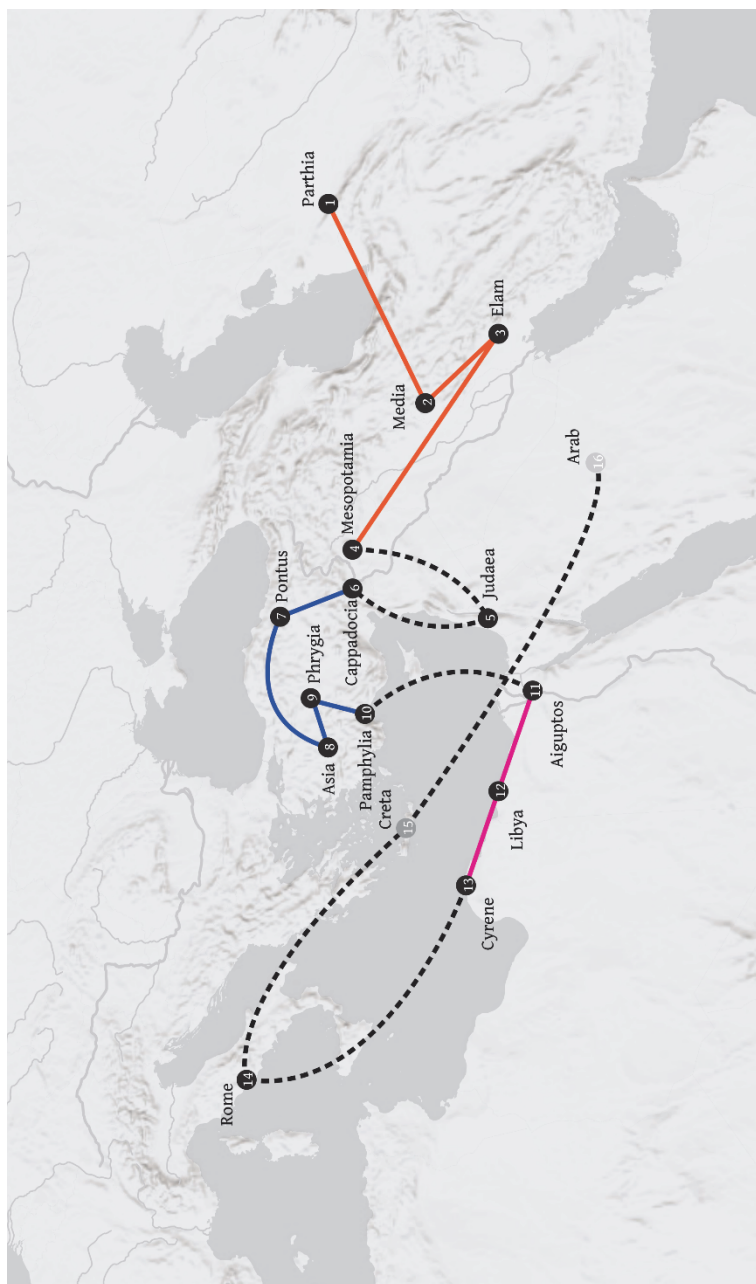 Parthia
1
Media
2
Elam
3
Mesopotamia
4
Judaea
5
Cappadocia
6
Pontus
7
Asia
8
Phrygia
9
Pamphylia
10
Aiguptos
11
Libya
12
Cyrene
13
Rome
14
Creta
15
Arab
16